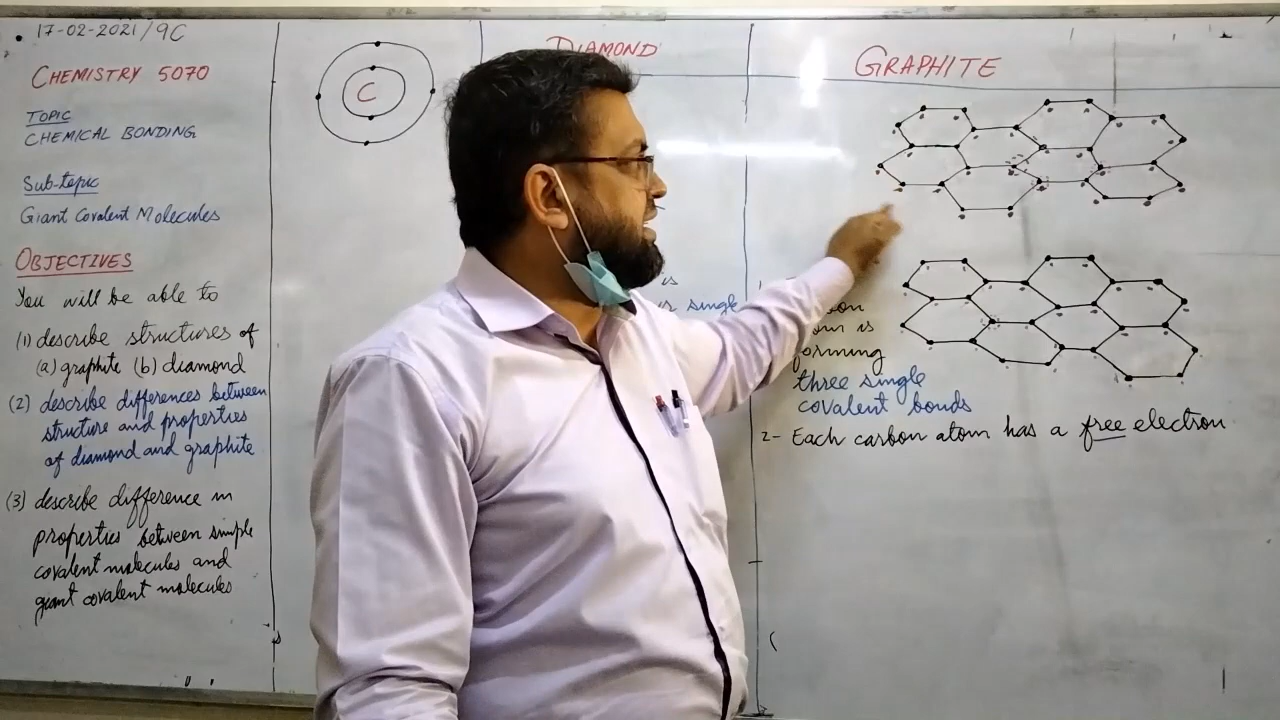 17-02-2021/9C
CHEMISTRY 5070
TOPIC
CHEMICAL BONDING
Sub-topic
Giant Covalent Molecules
OBJECTIVES
You will be able to
(1) describe structures of
(a) graphite (b) diamond
(2) describe differences between
structure and properties
of diamond and graphite
(3) describe difference in
properties between simple
covalent molecules and
giant covalent molecules
C
DIAMOND
is
single
GRAPHITE
is
forming
three single
covalent bonds
2- Each carbon atom has a free electron